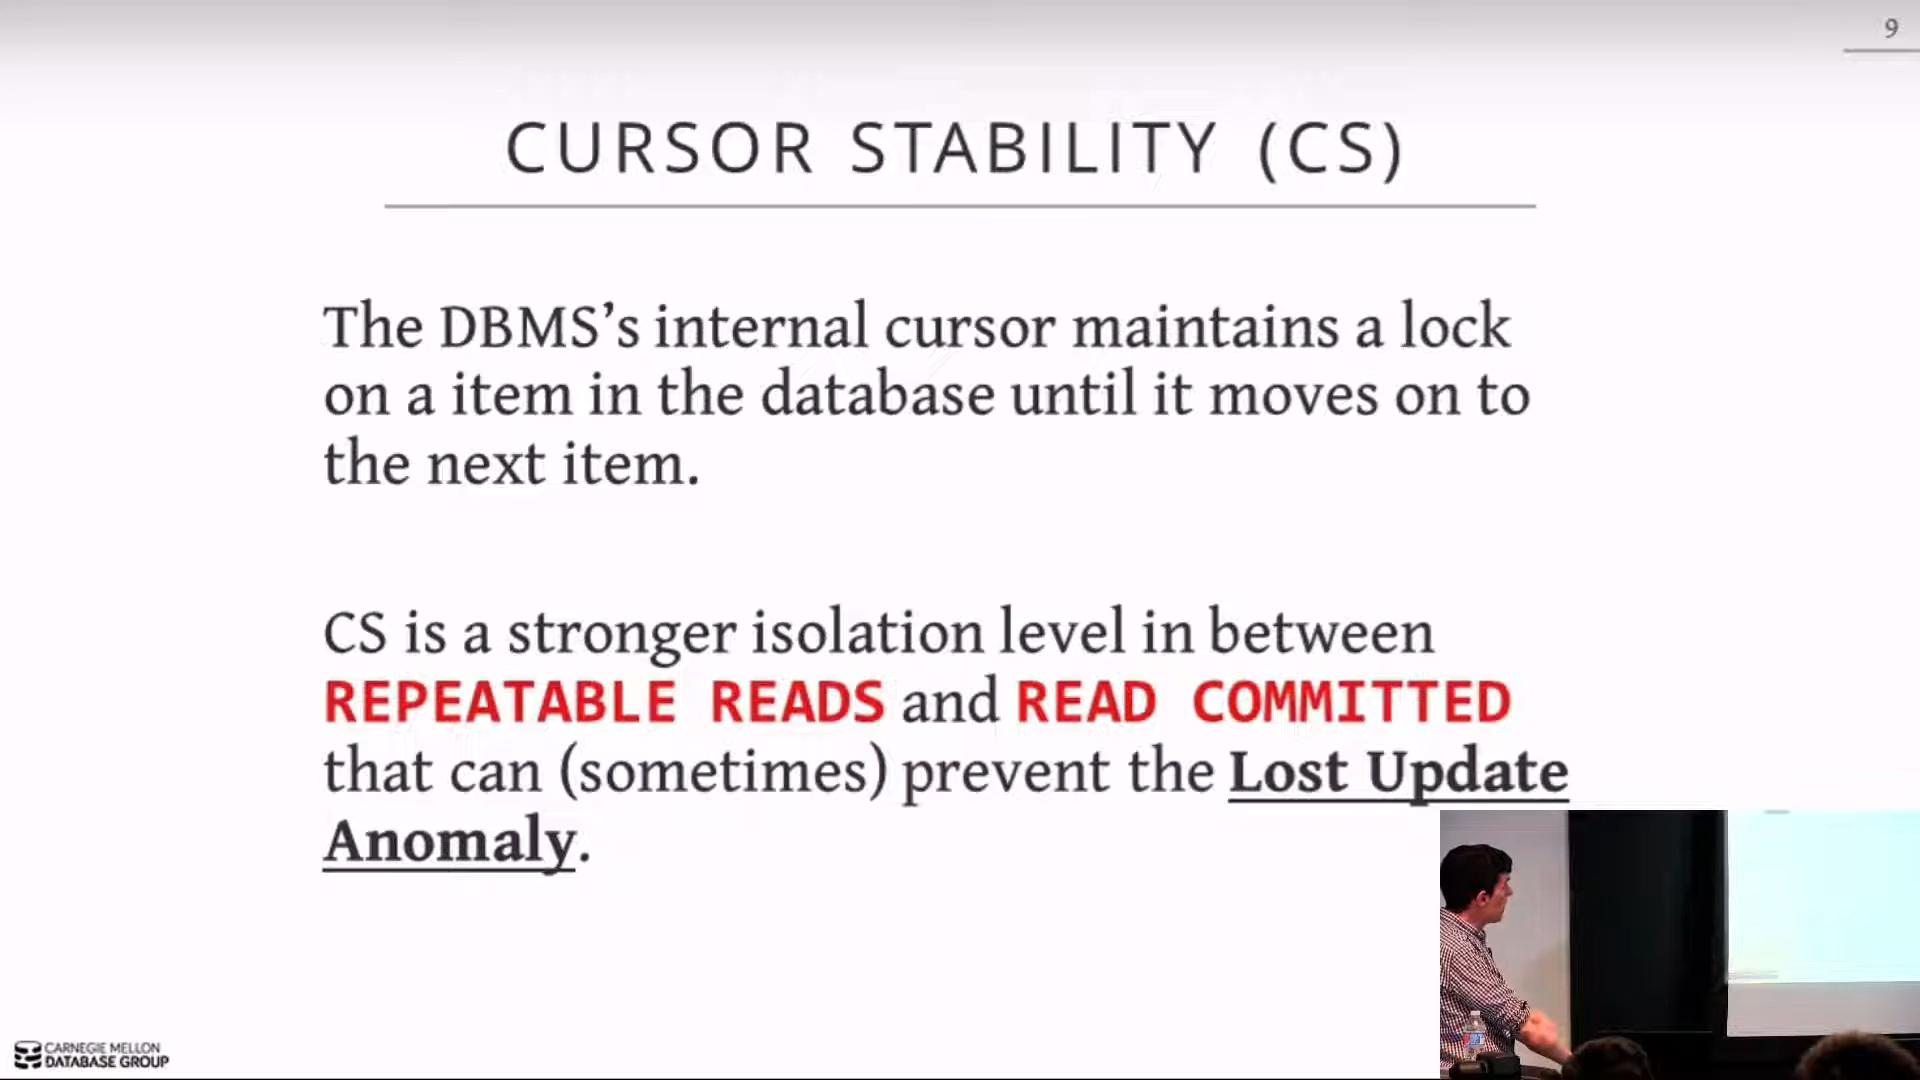 9
CURSOR STABILITY (CS)
The DBMS’s internal cursor maintains a lock
on a item in the database until it moves on to
the next item.
CS is a stronger isolation level in between
REPEATABLE READS and READ COMMITTED
that can (sometimes) prevent the Lost Update
Anomaly.
CARNEGIE MELLON
DATABASE GROUP